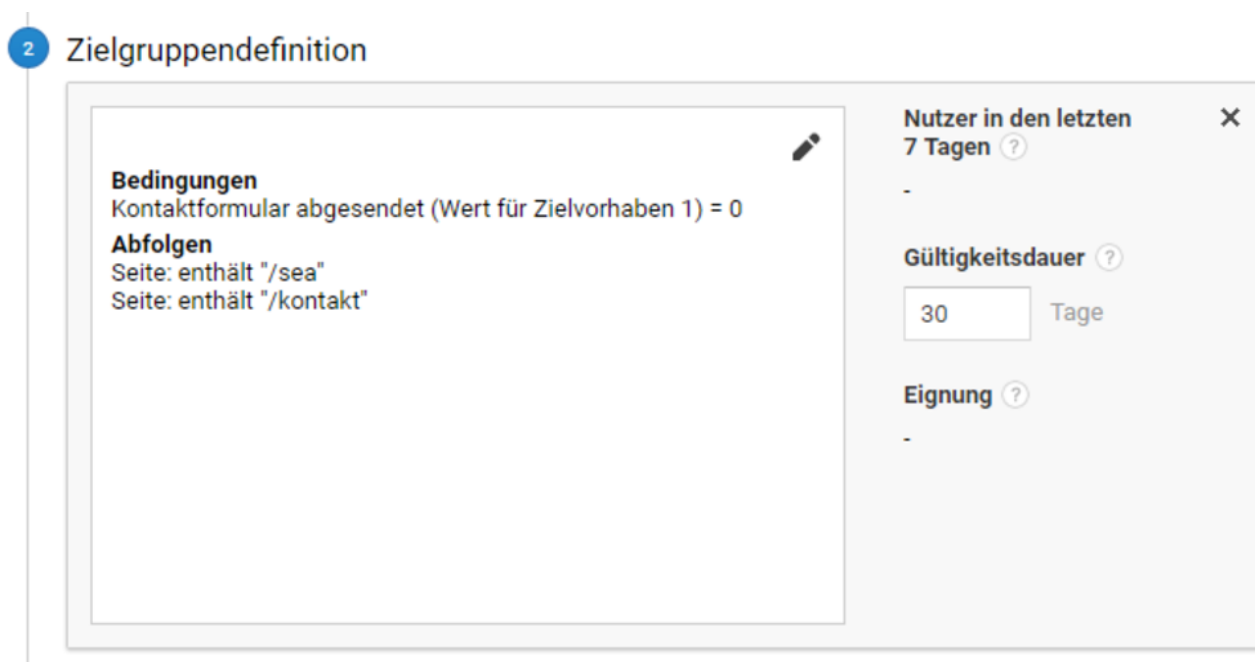 2 Zielgruppendefinition
Bedingungen
Kontaktformular abgesendet (Wert für Zielvorhaben 1) = 0
Abfolgen
Seite: enthält "/sea"
Seite: enthält "/kontakt"
Nutzer in den letzten
7 Tagen ?
-
Gültigkeitsdauer ?
30 Tage
Eignung ?
-